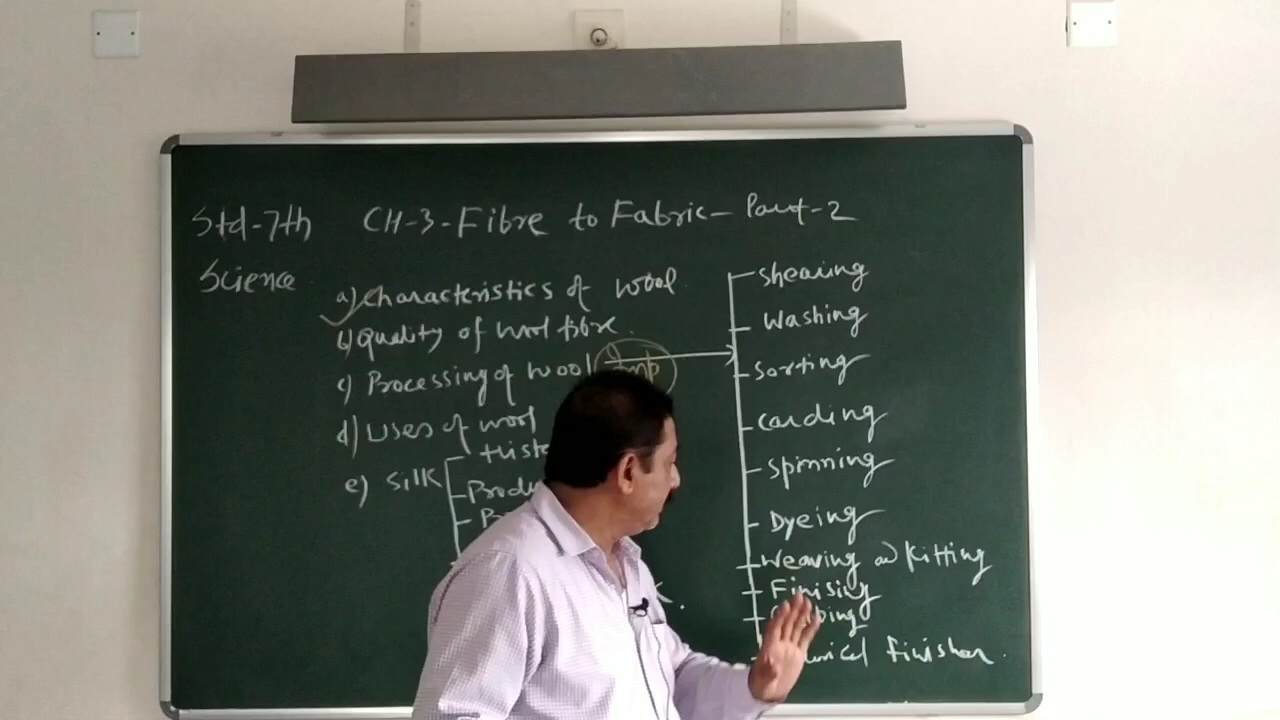 Std-7th CH-3-Fibre to Fabric- Part-2
Science
a) characteristics of wool
b) Quality of wool fibre.
c) Processing of wool
d) Uses of wool
e) Silk
Shearing
Washing
Sorting
Carding
Spinning
Dyeing
Weaving or Kitting
Finising
finisher